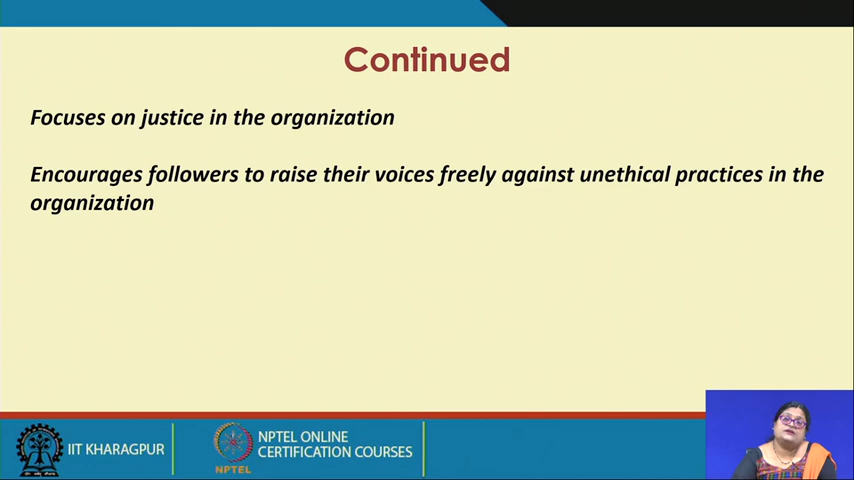 Continued
Focuses on justice in the organization
Encourages followers to raise their voices freely against unethical practices in the
organization
IIT KHARAGPUR
NPTEL
NPTEL ONLINE
CERTIFICATION COURSES